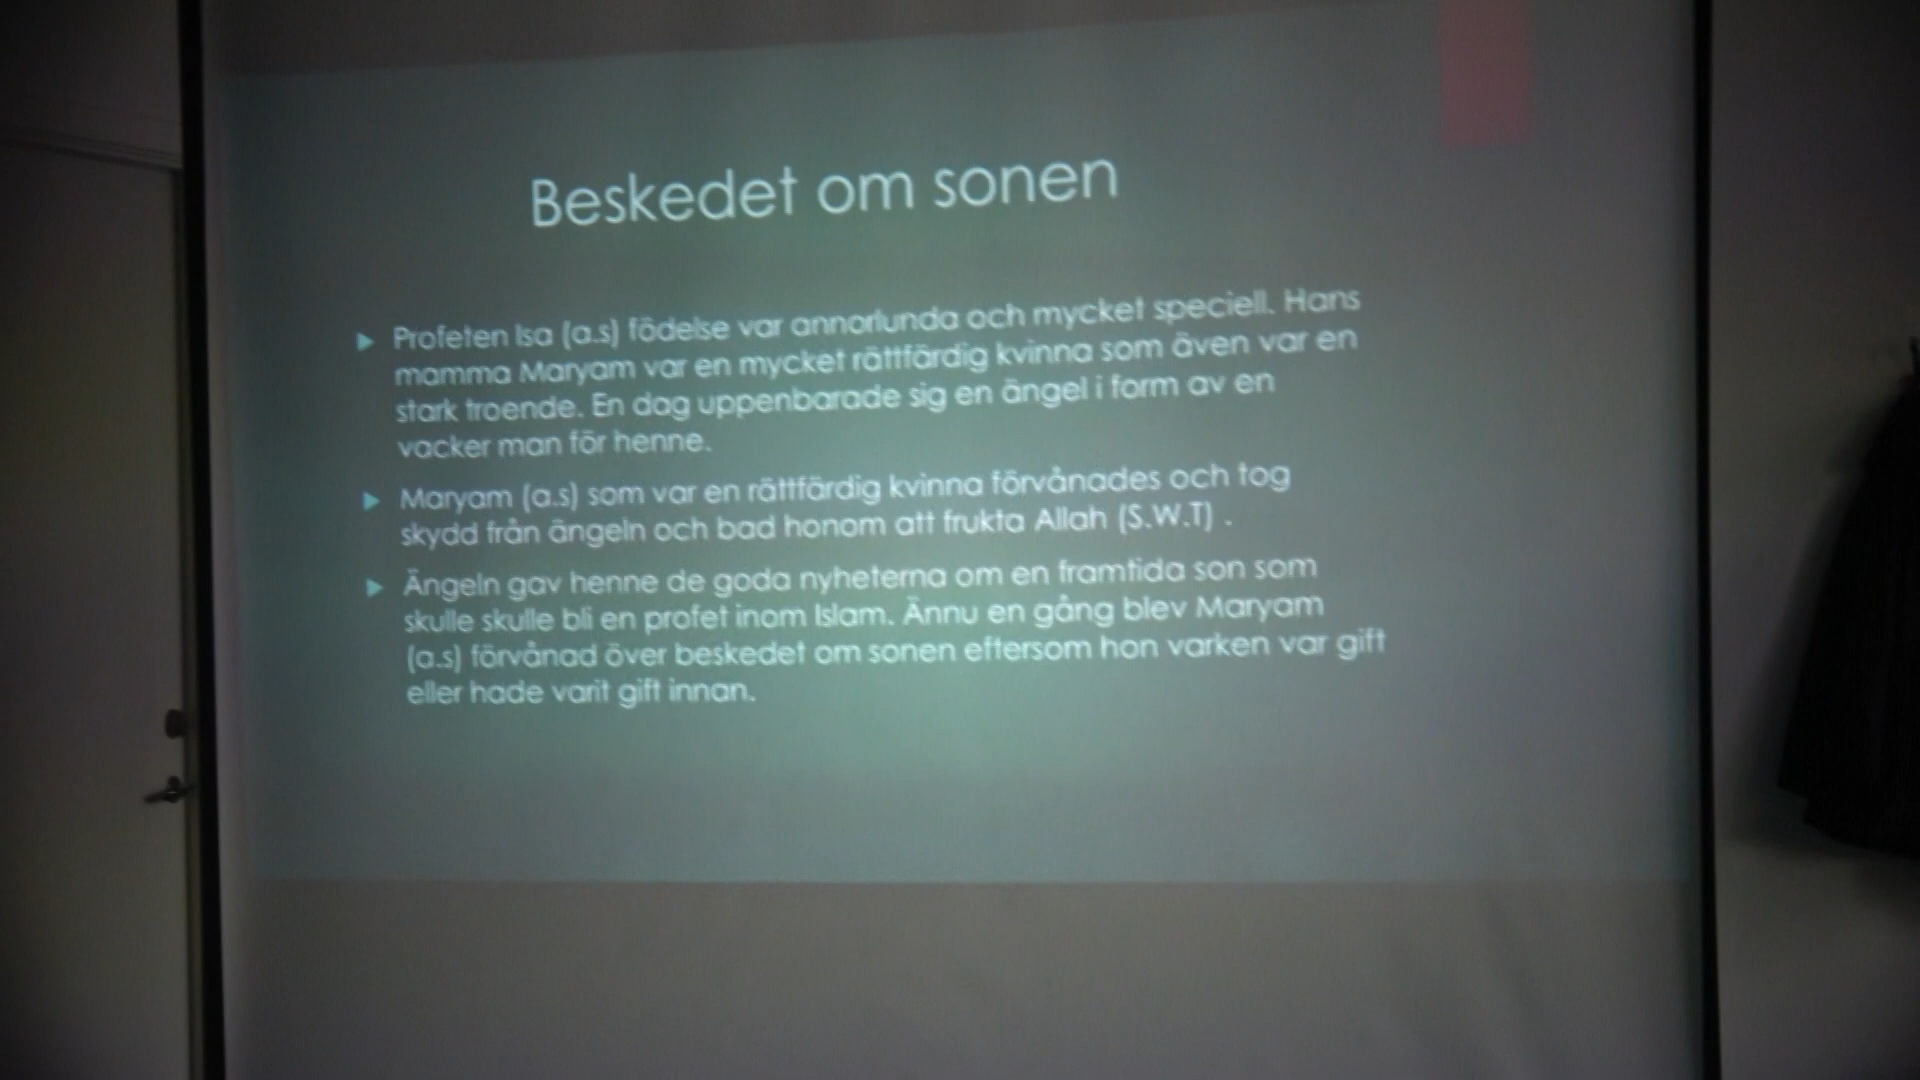 Beskedet om sonen
Profeten Isa (a.s) födelse var annorlunda och mycket speciell. Hans
mamma Maryam var en mycket rättfärdig kvinna som även var en
stark troende. En dag uppenbarade sig en ängel i form av en
vacker man för henne.
Maryam (a.s) som var en rättfärdig kvinna förvånades och tog
skydd från ängeln och bad honom att frukta Allah (S.W.T) .
Ängeln gav henne de goda nyheterna om en framtida son som
skulle skulle bli en profet inom Islam. Ännu en gång blev Maryam
(a.s) förvånad över beskedet om sonen eftersom hon varken var gift
eller hade varit gift innan.